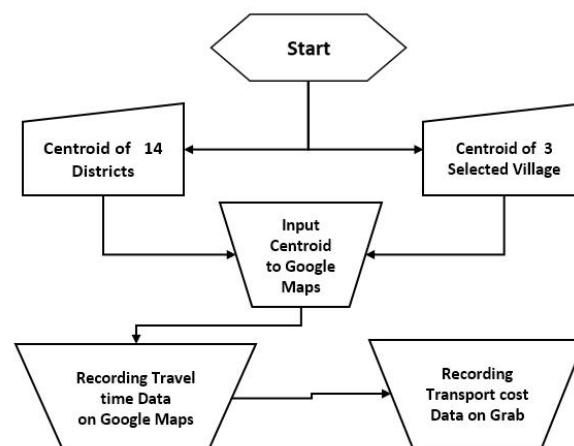 Start
Centroid of 14
Districts
Centroid of 3
Selected Village
Input
Centroid
to Google
Maps
Recording Travel
time Data
on Google Maps
Recording
Transport cost
Data on Grab